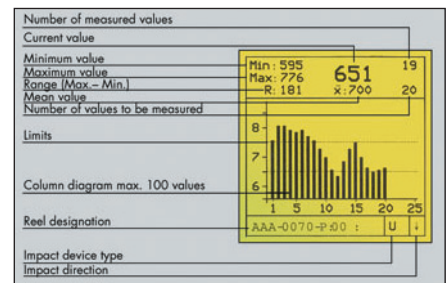 Number of measured values
Current value
Minimum value
Maximum value
Range (Max.– Min.)
Mean value
Number of values to be measured
Limits
Column diagram max. 100 values
Reel designation
Impact device type
Impact direction
Min: 595
Max: 776
R: 181
651
x̄:700
19
20
8
7
6
1 5 10 15 20 25
AAA-0070-P:00 : U ↓